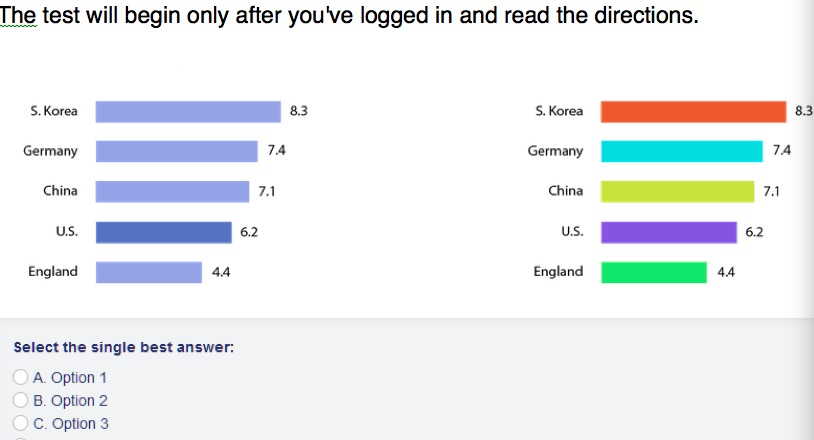 The test will begin only after you've logged in and read the directions.
S. Korea 8.3
Germany 7.4
China 7.1
U.S. 6.2
England 4.4
S. Korea 8.3
Germany 7.4
China 7.1
U.S. 6.2
England 4.4
Select the single best answer:
A. Option 1
B. Option 2
C. Option 3